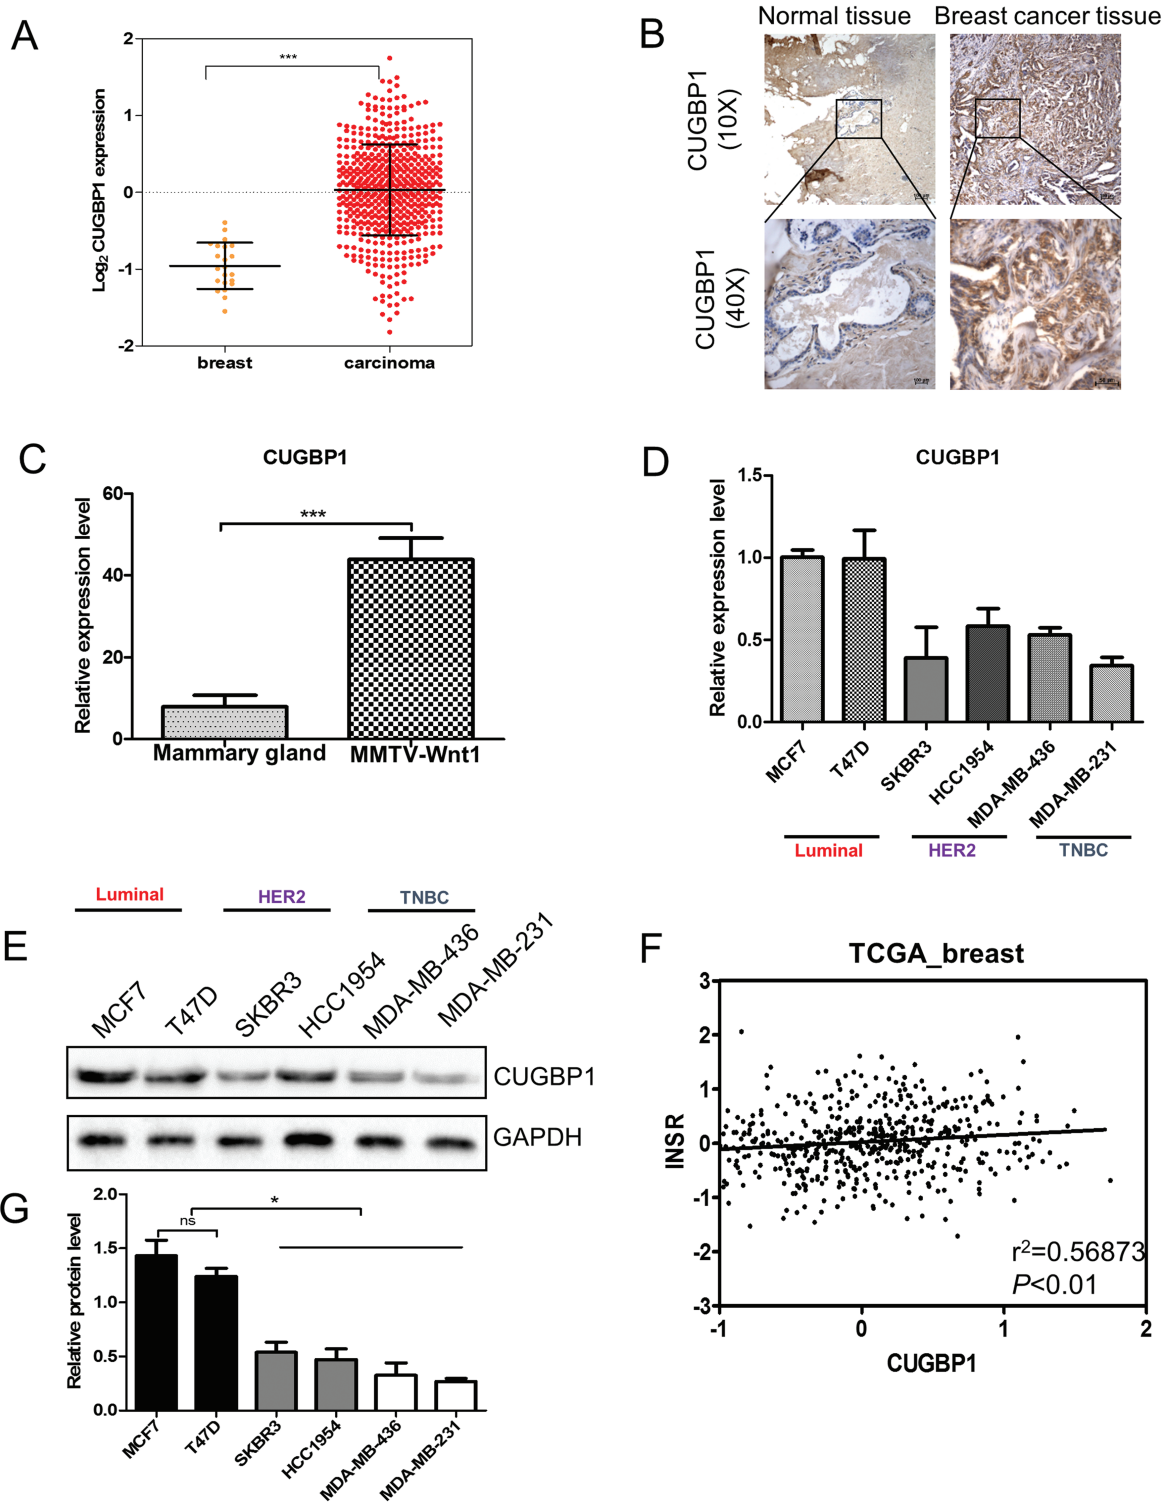 A
2
1
0
-1
-2
Log2 CUGBP1 expression
***
breast
carcinoma
B
Normal tissue
Breast cancer tissue
CUGBP1
(10X)
CUGBP1
(40X)
C
CUGBP1
Relative expression level
60
40
20
0
***
Mammary gland
MMTV-Wnt1
D
CUGBP1
Relative expression level
1.5
1.0
0.5
0.0
MCF7
T47D
SKBR3
HCC1954
MDA-MB-436
MDA-MB-231
Luminal
HER2
TNBC
E
Luminal
HER2
TNBC
MCF7
T47D
SKBR3
HCC1954
MDA-MB-436
MDA-MB-231
CUGBP1
GAPDH
F
TCGA_breast
INSR
3
2
1
0
-1
-2
-3
-1
0
1
2
r²=0.56873
P<0.01
CUGBP1
G
Relative protein level
2.0
1.5
1.0
0.5
0.0
ns
*
MCF7
T47D
SKBR3
HCC1954
MDA-MB-436
MDA-MB-231